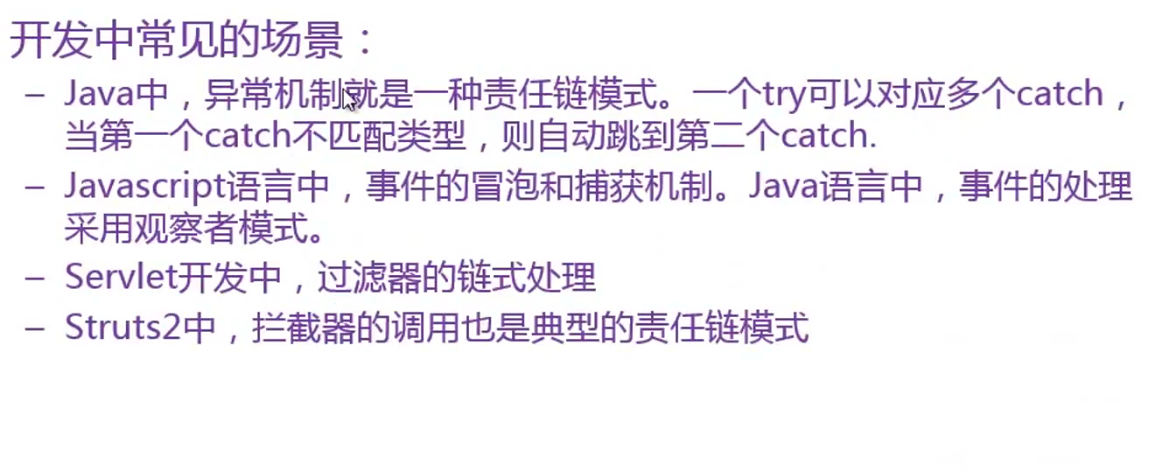 开发中常见的场景：
– Java中，异常机制就是一种责任链模式。一个try可以对应多个catch，
当第一个catch不匹配类型，则自动跳到第二个catch.
– Javascript语言中，事件的冒泡和捕获机制。Java语言中，事件的处理
采用观察者模式。
– Servlet开发中，过滤器的链式处理
– Struts2中，拦截器的调用也是典型的责任链模式